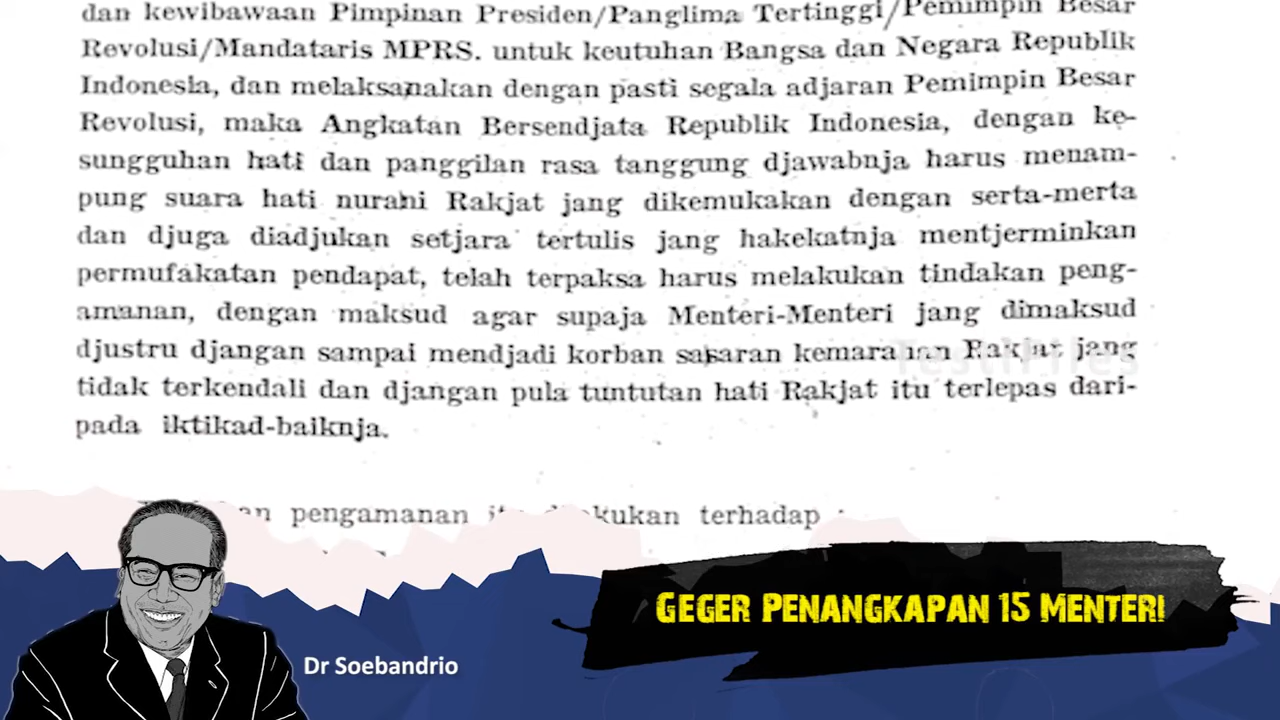 dan kewibawaan Pimpinan Presiden/Panglima Tertinggi/Pemimpin Besar
Revolusi/Mandataris MPRS. untuk keutuhan Bangsa dan Negara Republik
Indonesia, dan melaksanakan dengan pasti segala adjaran Pemimpin Besar
Revolusi, maka Angkatan Bersendjata Republik Indonesia, dengan ke-
sungguhan hati dan panggilan rasa tanggung djawabnja harus menam-
pung suara hati nurani Rakjat jang dikemukakan dengan serta-merta
dan djuga diadjukan setjara tertulis jang hakekatnja mentjerminkan
permufakatan pendapat, telah terpaksa harus melakukan tindakan peng-
amanan, dengan maksud agar supaja Menteri-Menteri jang dimaksud
djustru djangan sampai mendjadi korban sasaran kemarahan Rakjat jang
TestiFiles
tidak terkendali dan djangan pula tuntutan hati Rakjat itu terlepas dari-
pada iktikad-baiknja.
pengamanan terhadap :
GEGER PENANGKAPAN 15 MENTERI
Dr Soebandrio